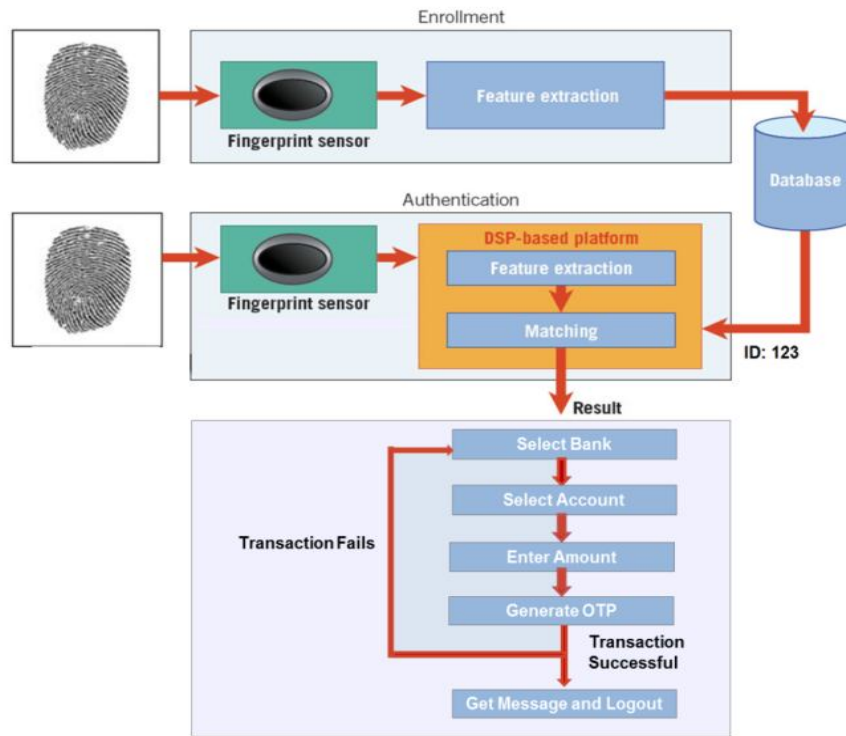 Enrollment
Fingerprint sensor
Feature extraction
Database
Authentication
Fingerprint sensor
DSP-based platform
Feature extraction
Matching
ID: 123
Result
Select Bank
Select Account
Transaction Fails
Enter Amount
Generate OTP
Transaction
Successful
Get Message and Logout